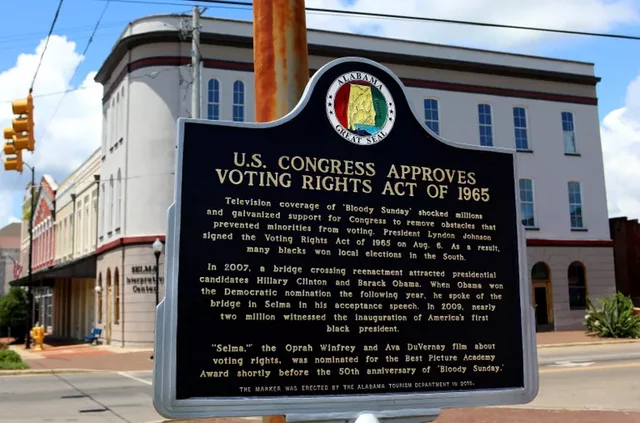 ALABAMA
GREAT SEAL
U.S. CONGRESS APPROVES
VOTING RIGHTS ACT OF 1965
Television coverage of "Bloody Sunday" shocked millions
and galvanized support for Congress to remove obstacles that
prevented minorities from voting. President Lyndon Johnson
signed the Voting Rights Act of 1965 on Aug. 6. As a result,
many blacks won local elections in the South.
In 2007, a bridge crossing reenactment attracted presidential
candidates Hillary Clinton and Barack Obama. When Obama won
the Democratic nomination the following year, he spoke of the
bridge in Selma in his acceptance speech. In 2009, nearly
two million witnessed the inauguration of America's first
black president.
"Selma," the Oprah Winfrey and Ava DuVernay film about
voting rights, was nominated for the Best Picture Academy
Award shortly before the 50th anniversary of "Bloody Sunday."
THE MARKER WAS ERECTED BY THE ALABAMA TOURISM DEPARTMENT IN 2015.
SELMA
Interpretive
CENTER